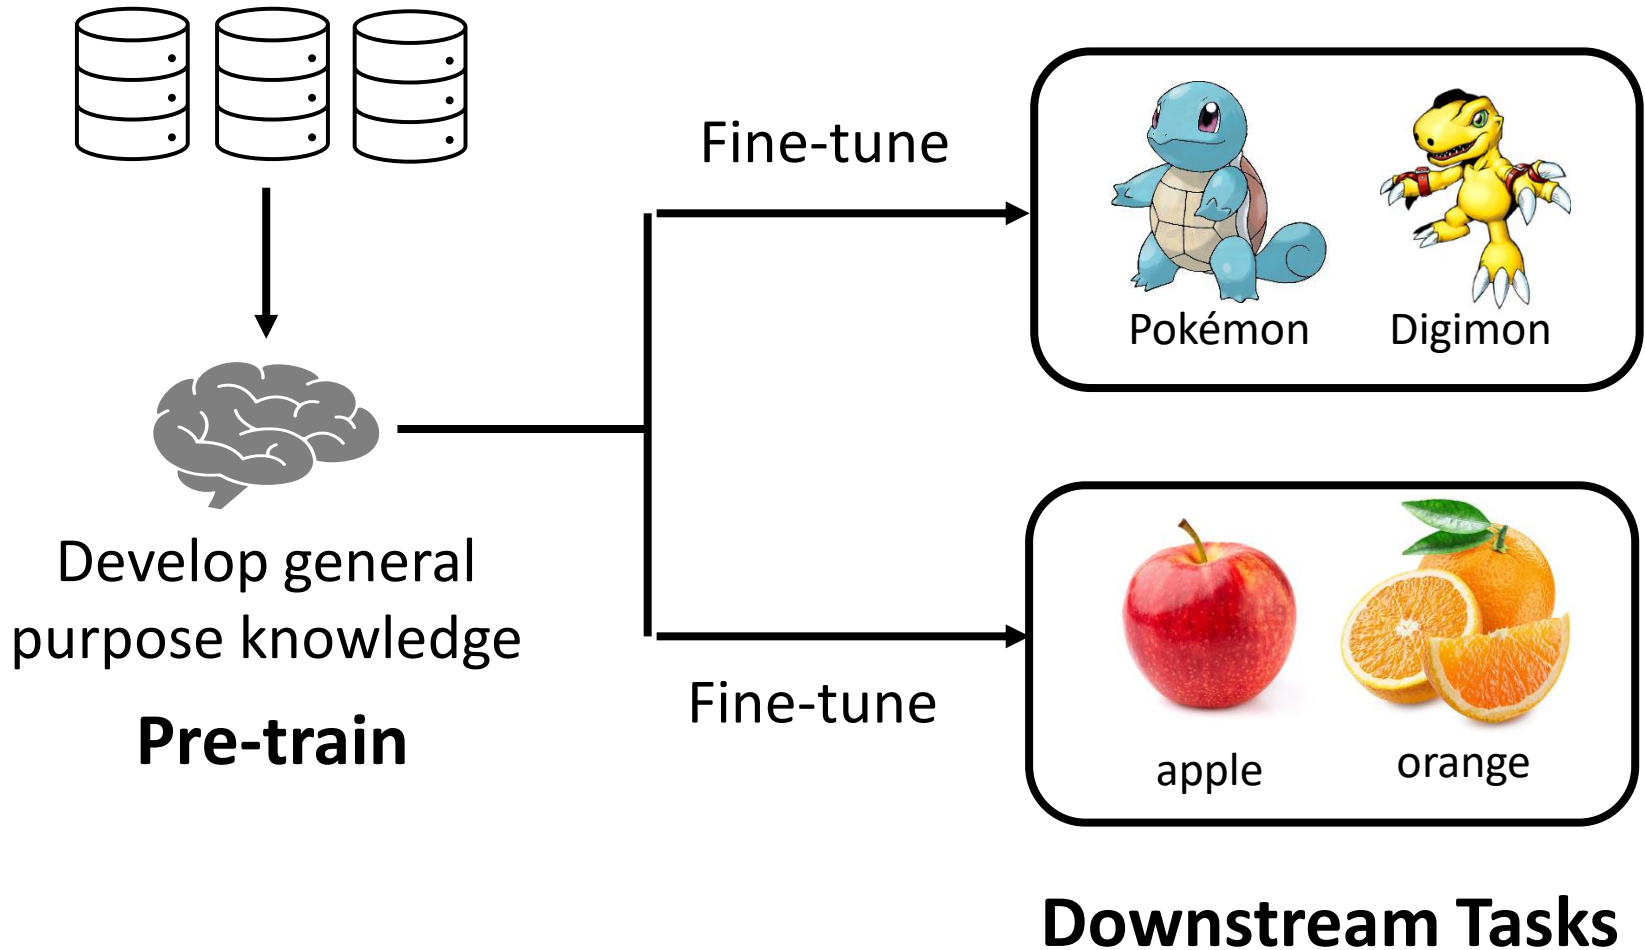 Fine-tune
Pokémon
Digimon
Develop general
purpose knowledge
Pre-train
Fine-tune
apple
orange
Downstream Tasks